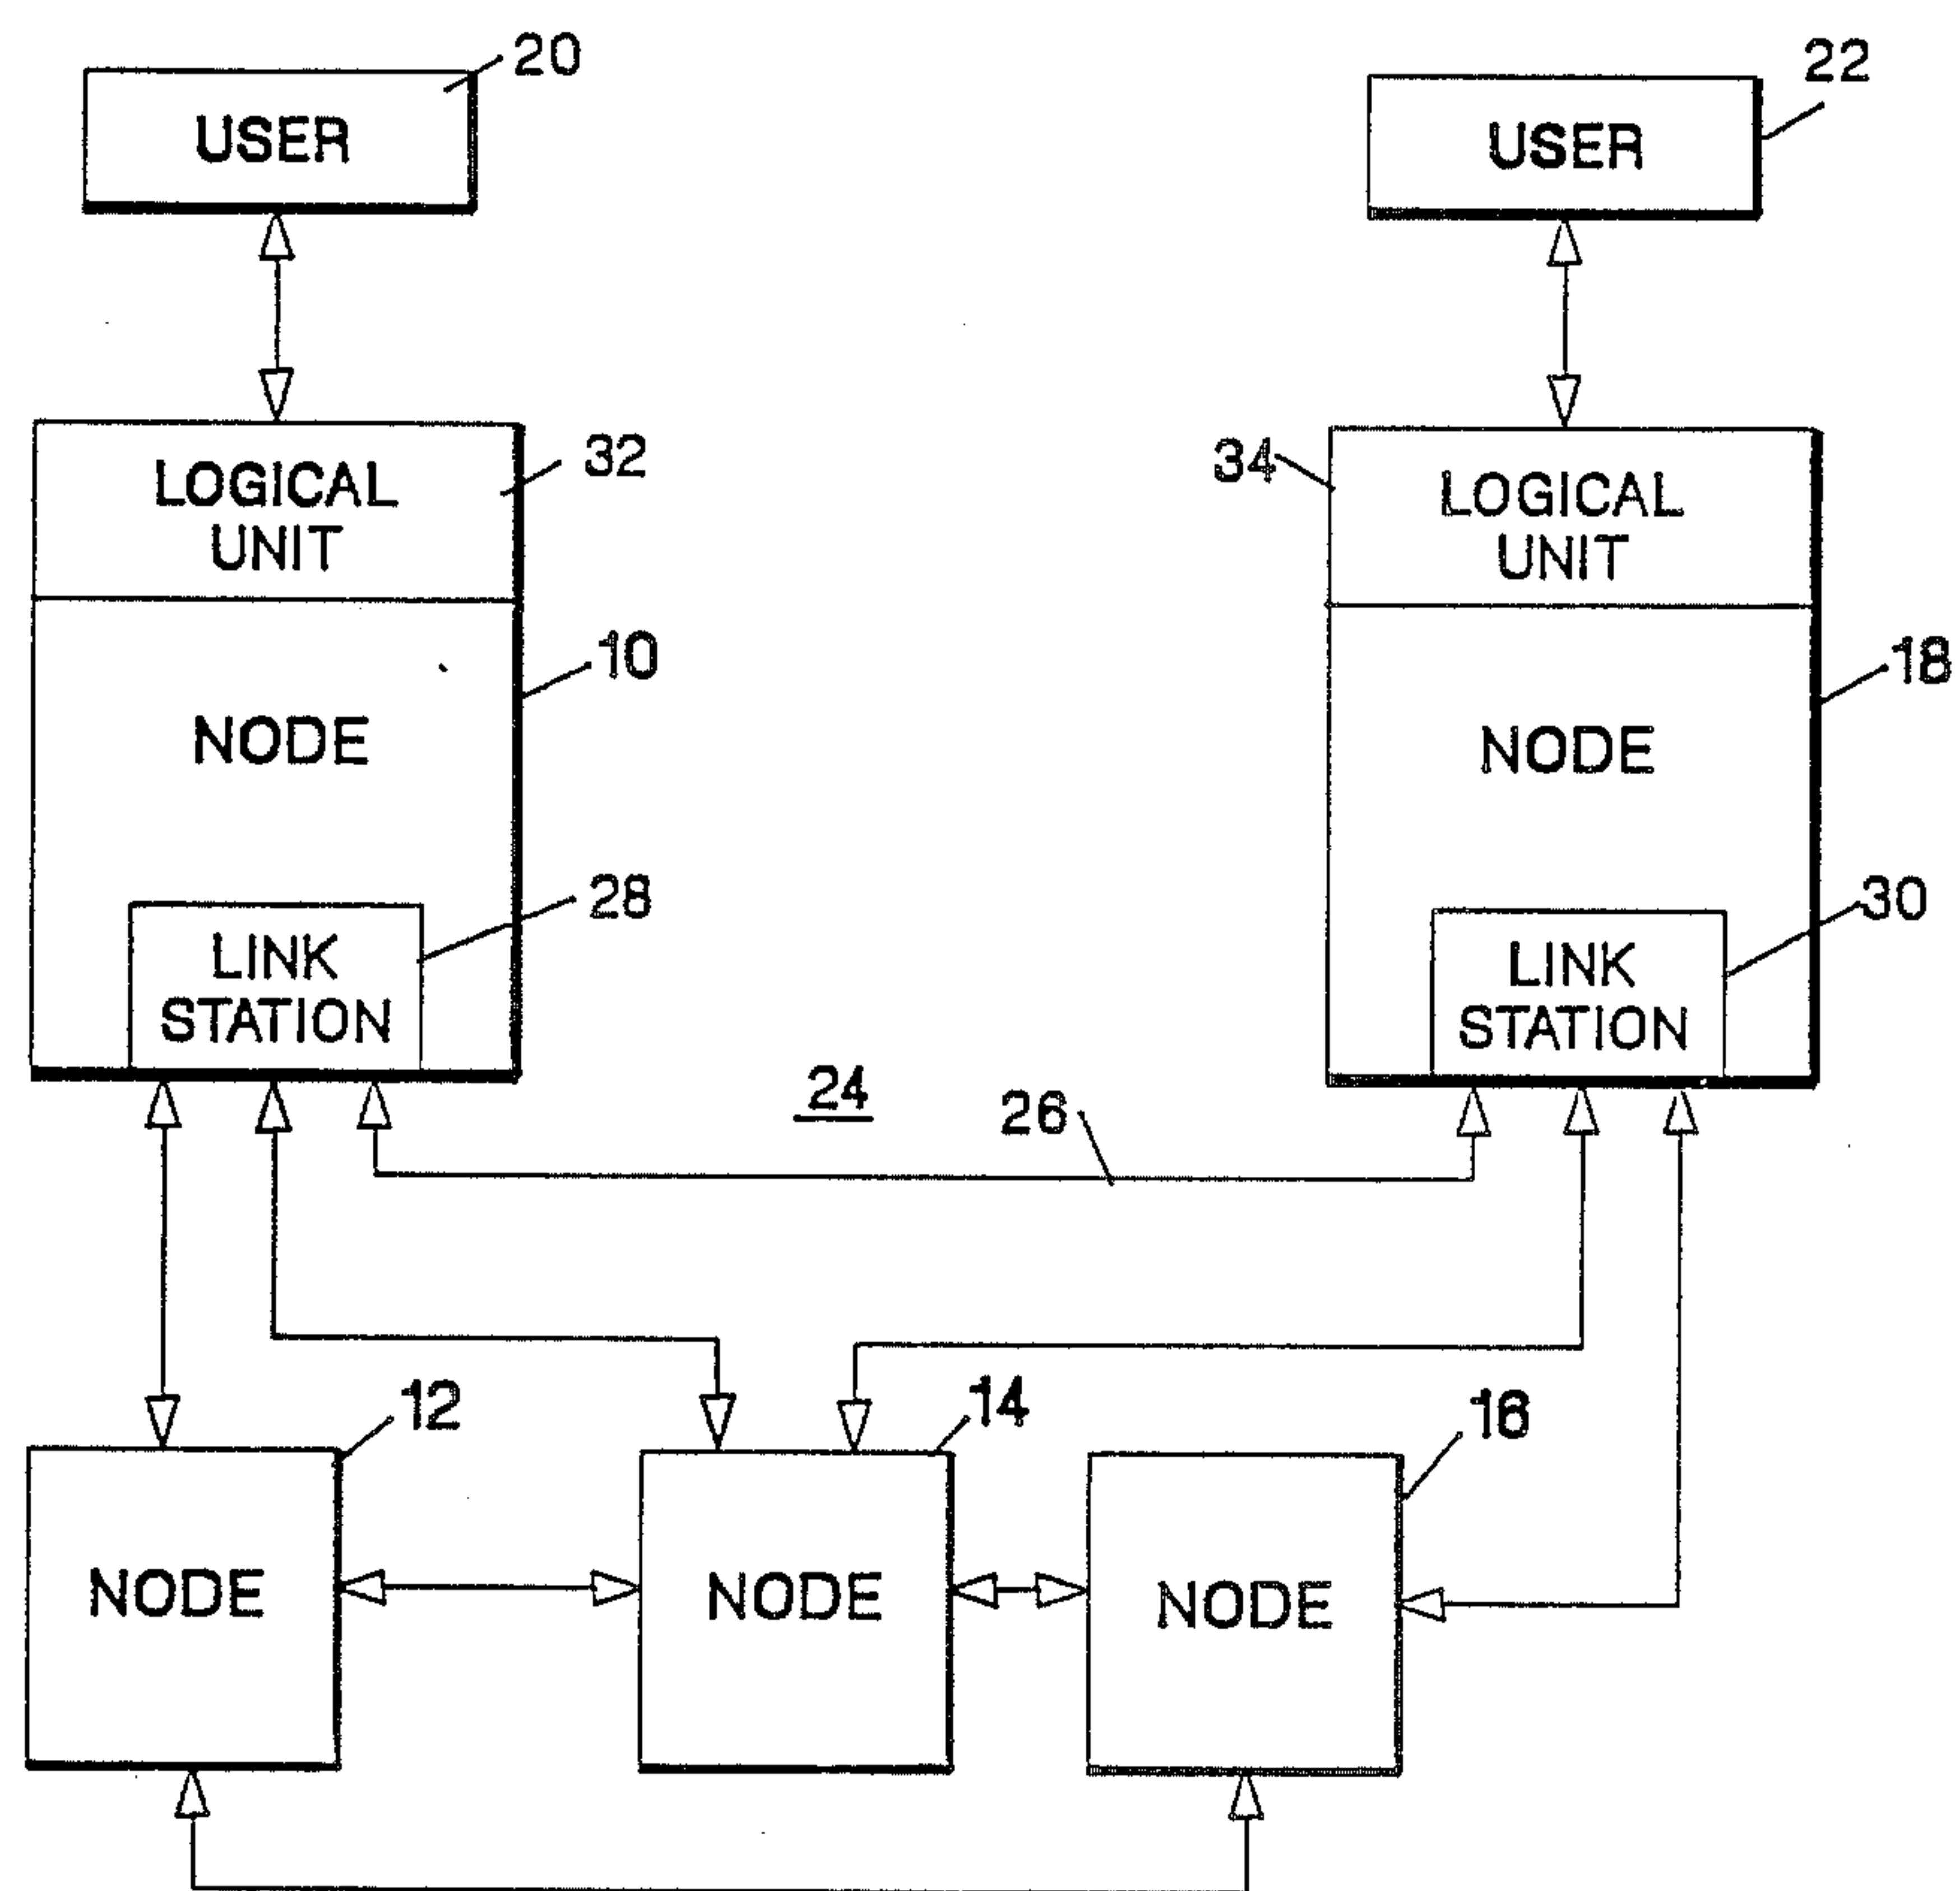 20
22
USER
USER
32
34
LOGICAL
UNIT
LOGICAL
UNIT
10
18
NODE
NODE
28
30
LINK
STATION
LINK
STATION
24
26
12
14
16
NODE
NODE
NODE